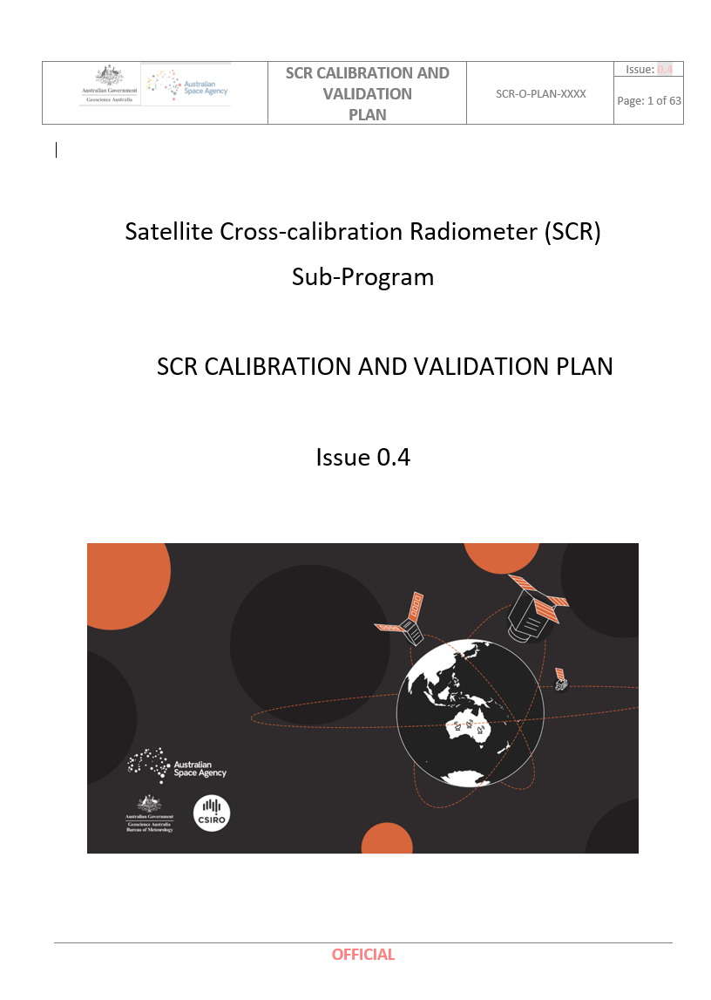 Australian Government
Geoscience Australia
Australian
Space Agency
SCR CALIBRATION AND
VALIDATION
PLAN
SCR-O-PLAN-XXXX
Issue: 0.4
Page: 1 of 63
Satellite Cross-calibration Radiometer (SCR)
Sub-Program
SCR CALIBRATION AND VALIDATION PLAN
Issue 0.4
Australian
Space Agency
Australian Government
Geoscience Australia
Bureau of Meteorology
CSIRO
OFFICIAL